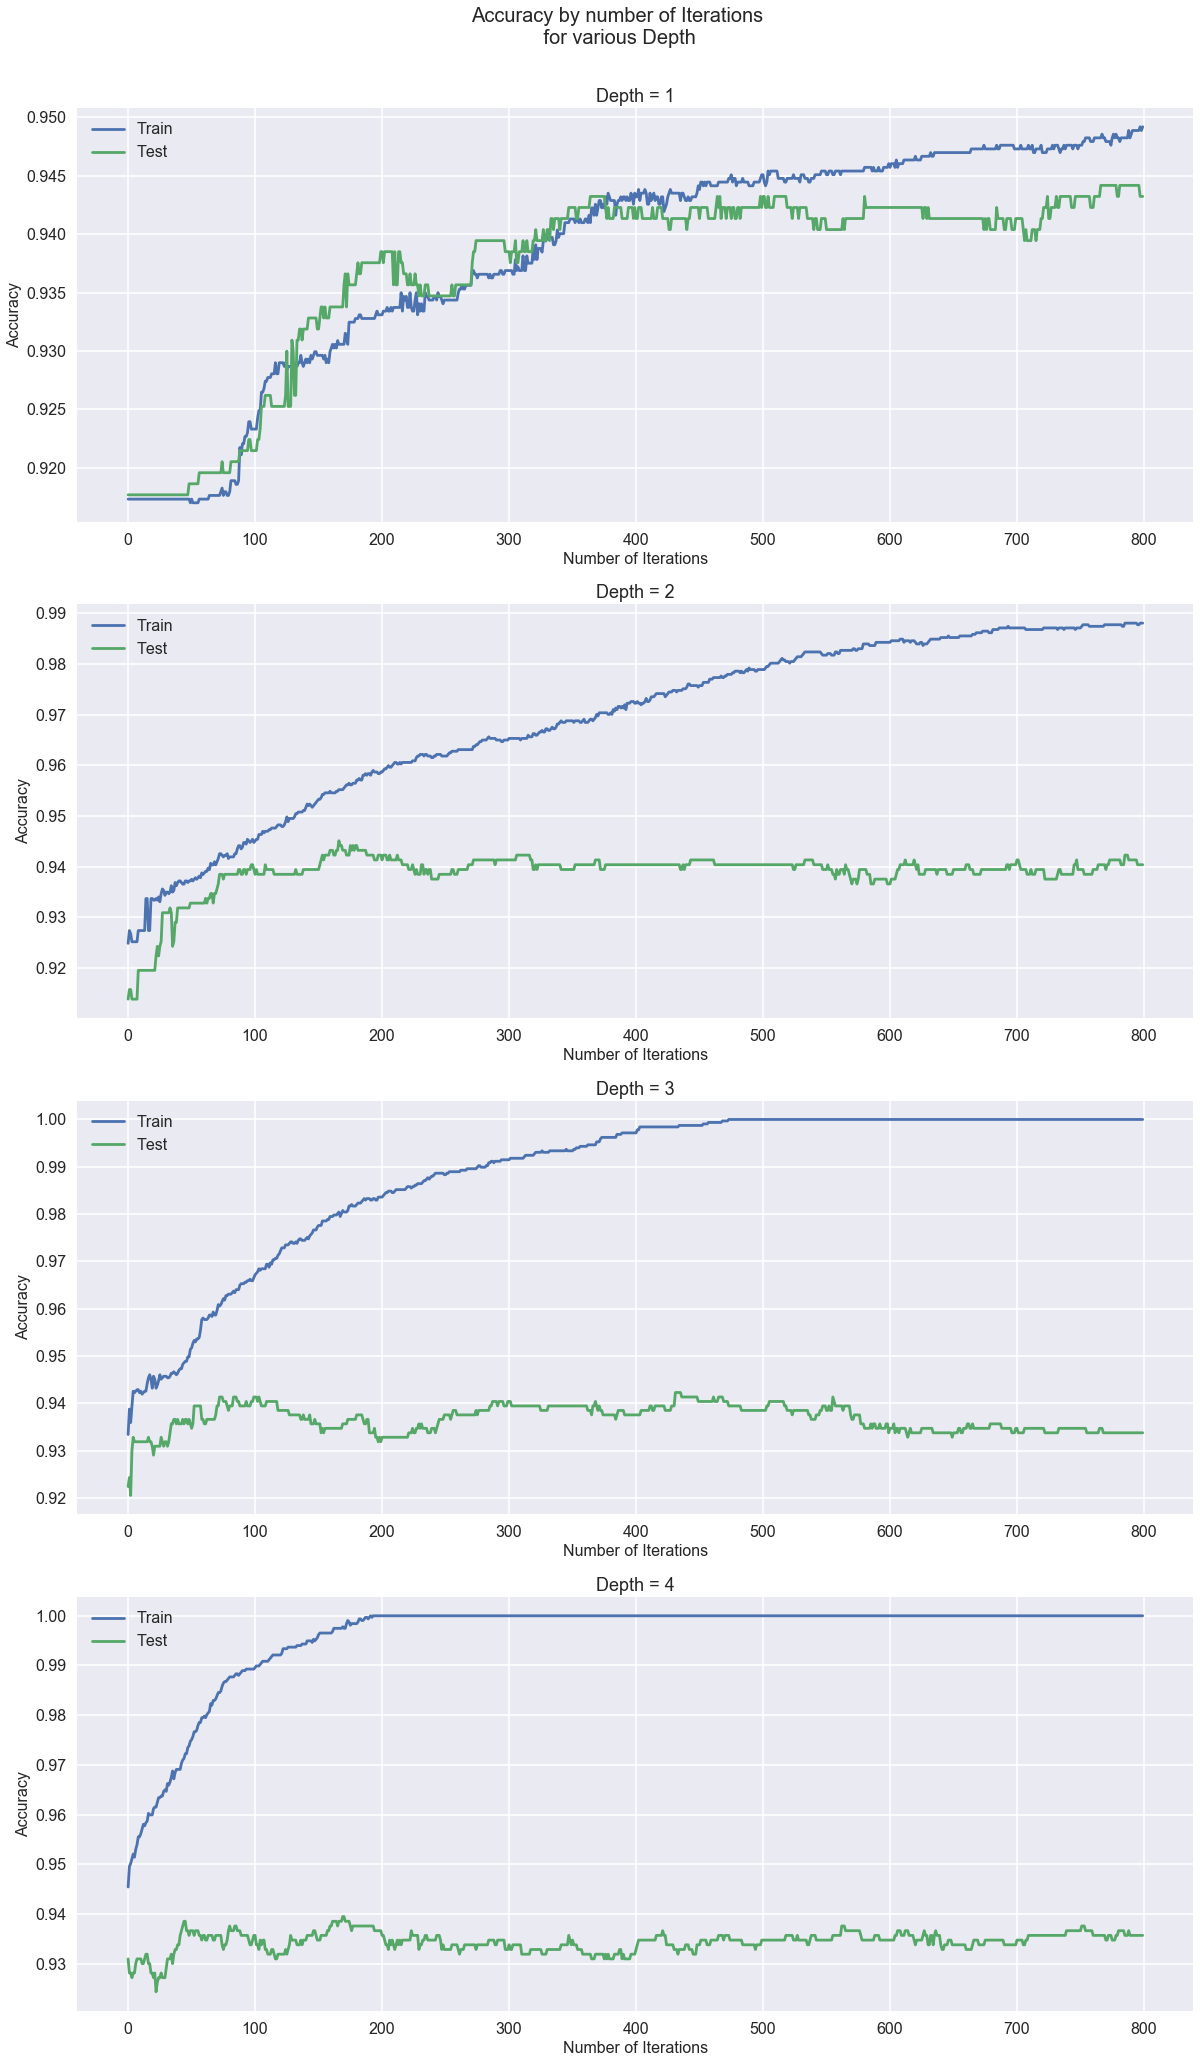 Accuracy by number of Iterations
for various Depth
Depth = 1
Train
Test
0.950
0.945
0.940
0.935
0.930
0.925
0.920
Accuracy
0 100 200 300 400 500 600 700 800
Number of Iterations
Depth = 2
Train
Test
0.99
0.98
0.97
0.96
0.95
0.94
0.93
0.92
Accuracy
0 100 200 300 400 500 600 700 800
Number of Iterations
Depth = 3
Train
Test
1.00
0.99
0.98
0.97
0.96
0.95
0.94
0.93
0.92
Accuracy
0 100 200 300 400 500 600 700 800
Number of Iterations
Depth = 4
Train
Test
1.00
0.99
0.98
0.97
0.96
0.95
0.94
0.93
Accuracy
0 100 200 300 400 500 600 700 800
Number of Iterations